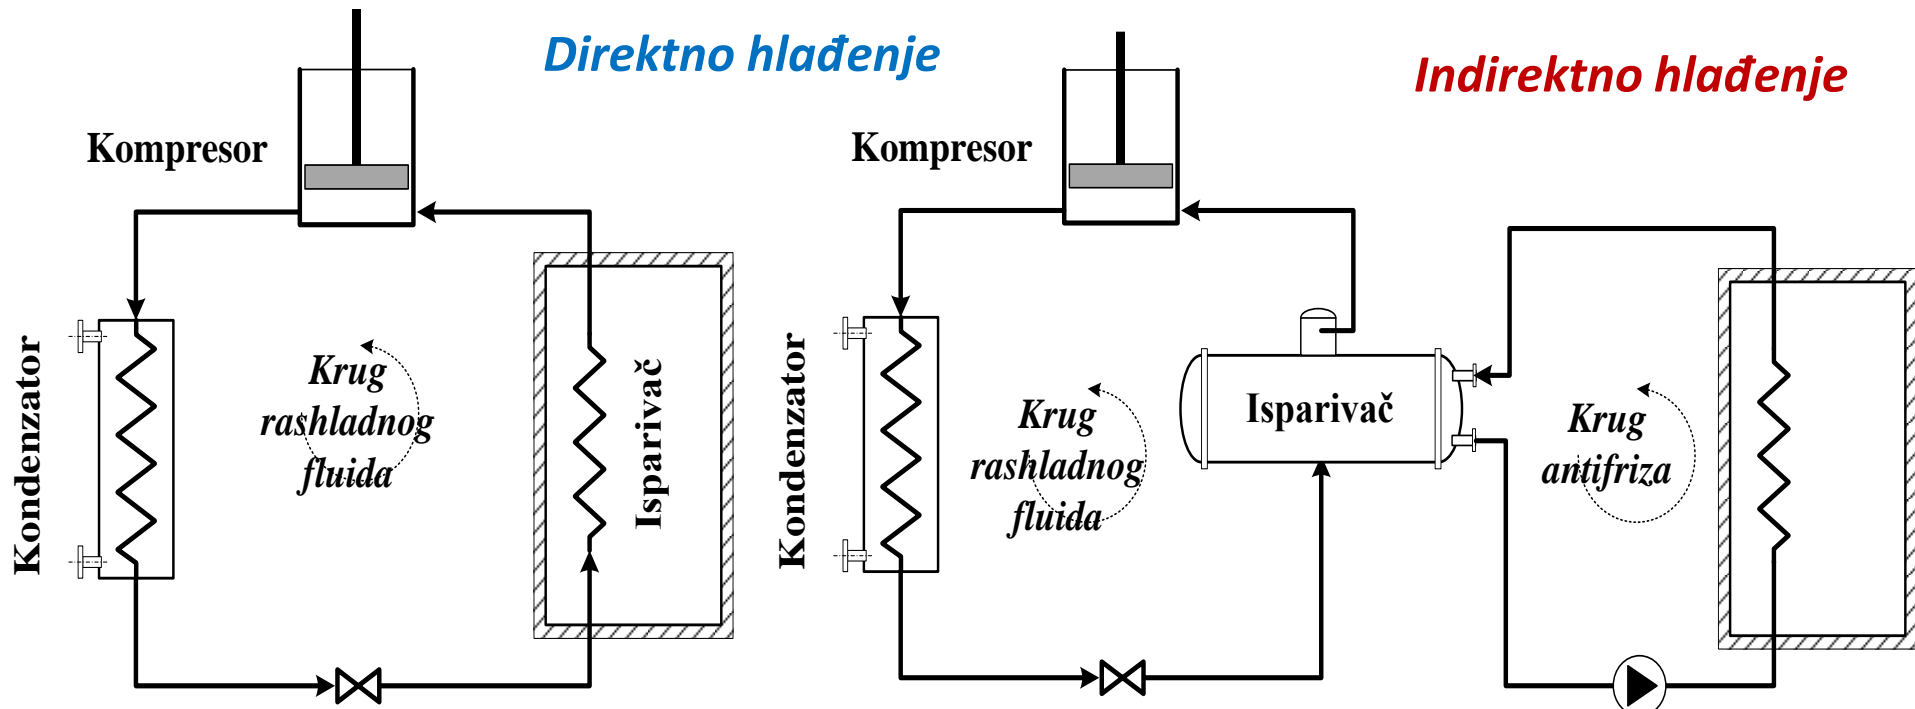 Direktno hlađenje
Kompresor
Kondenzator
Krug
rashladnog
fluida
Isparivač
Indirektno hlađenje
Kompresor
Kondenzator
Krug
rashladnog
fluida
Isparivač
Krug
antifriza